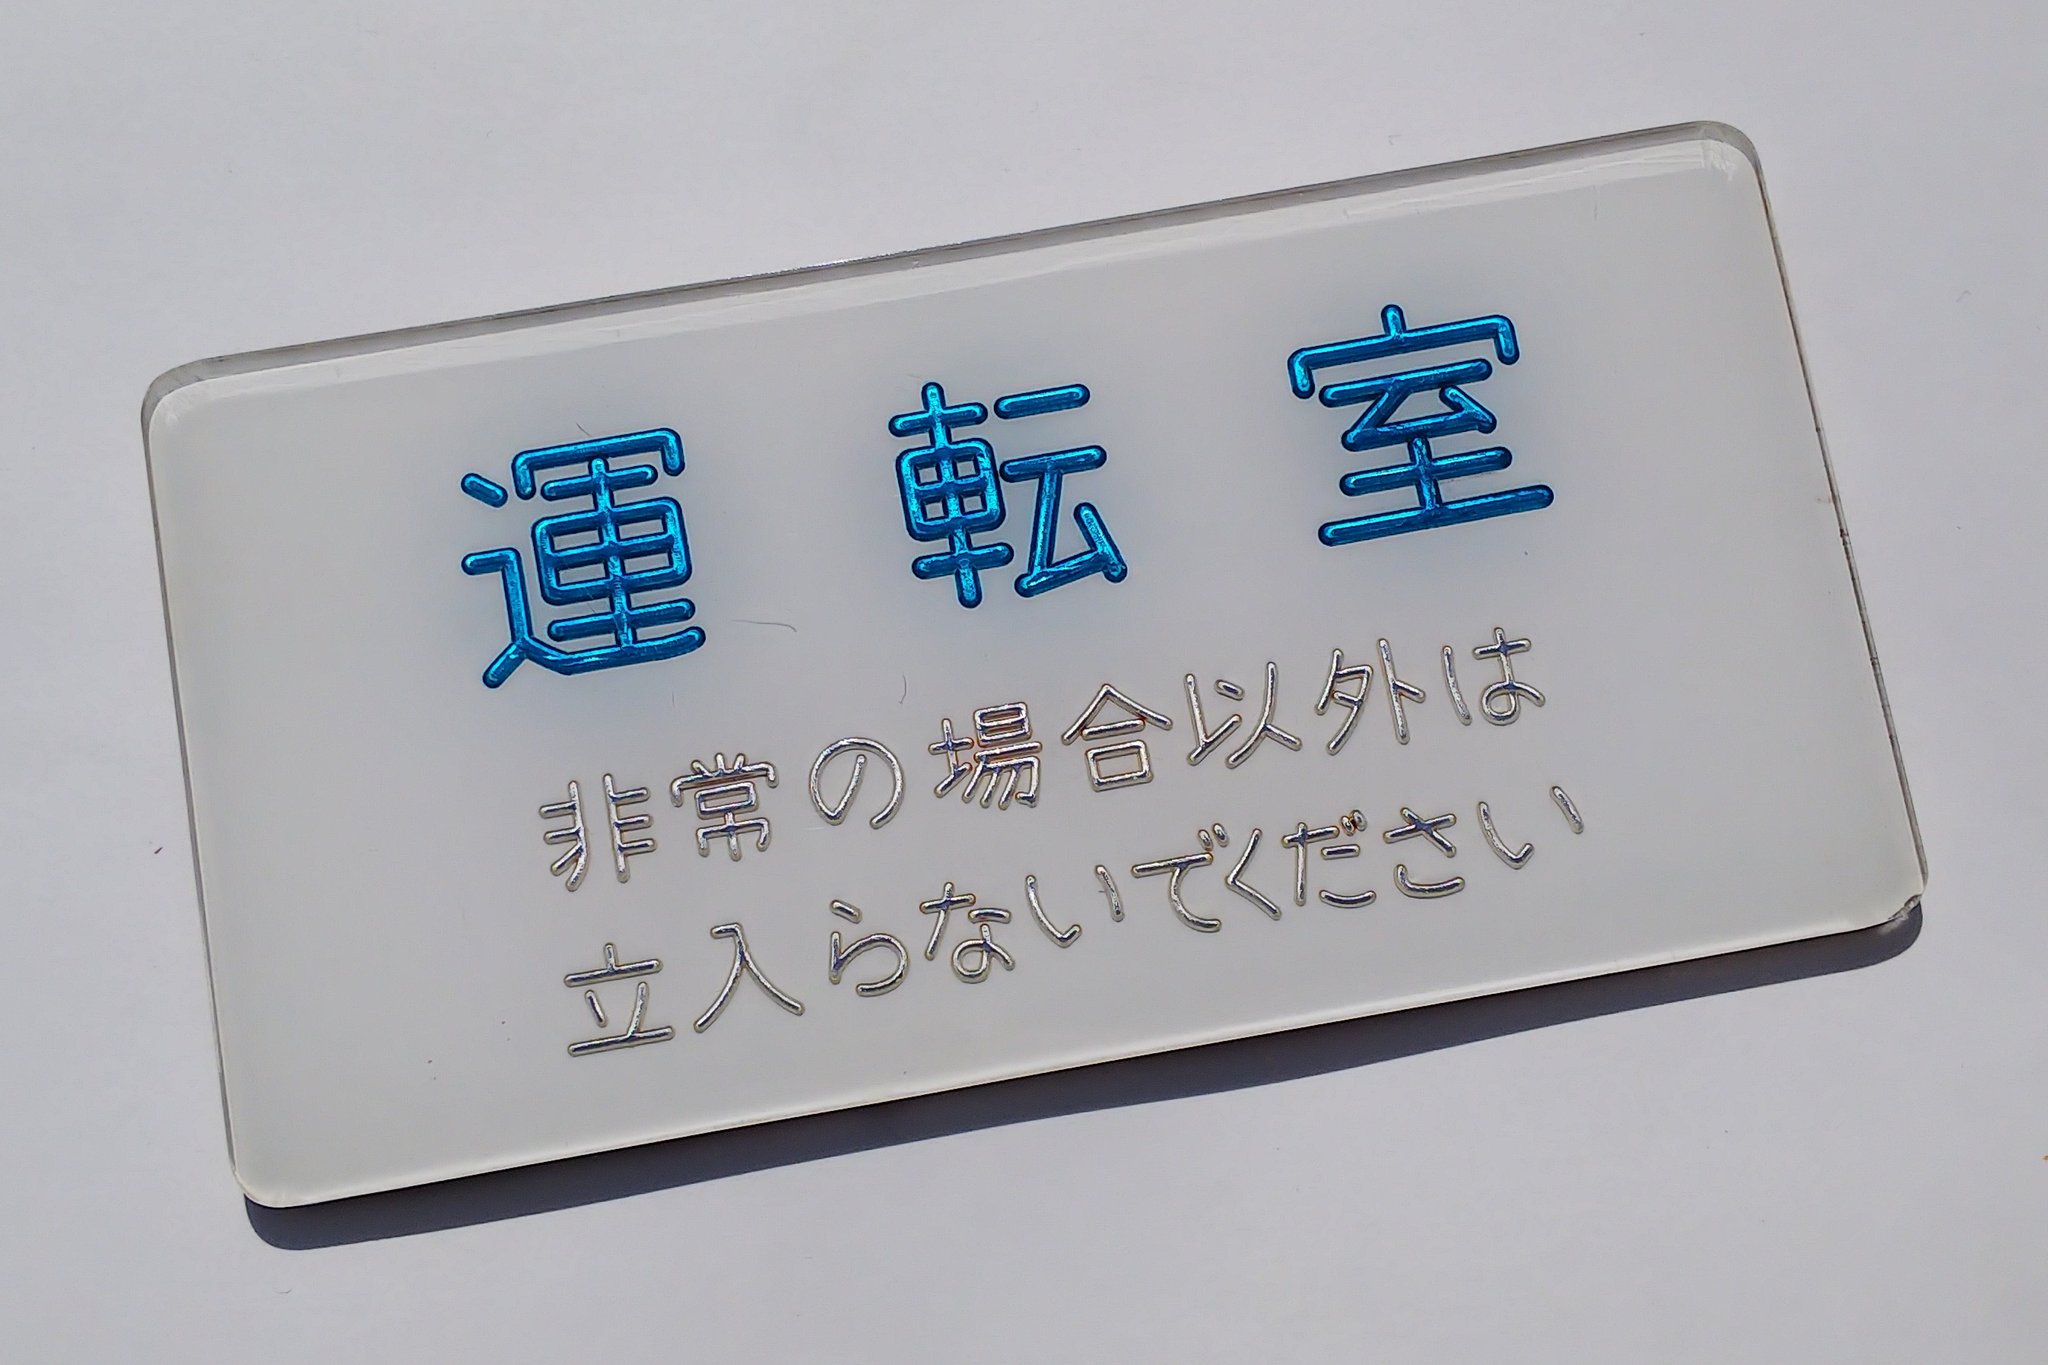 運転室
非常の場合以外は
立入らないでください